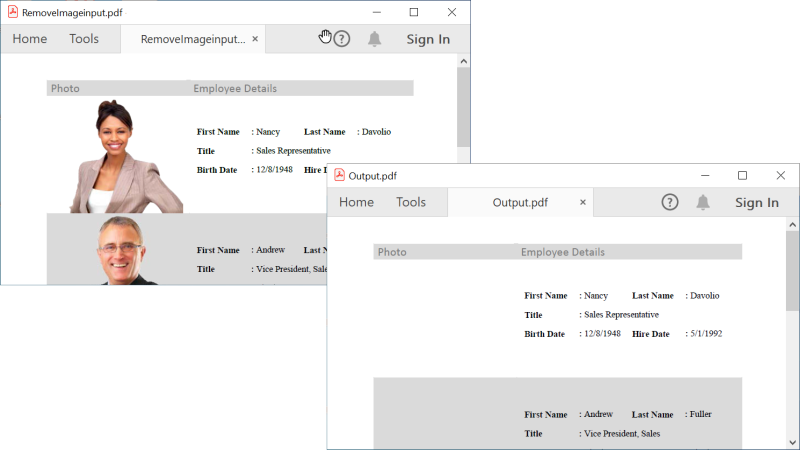 RemoveImageinput.pdf
Home Tools RemoveImageinput... × ? Sign In
Photo Employee Details
First Name : Nancy Last Name : Davolio
Title : Sales Representative
Birth Date : 12/8/1948 Hire D
First Name : Andrew Last N
Title : Vice President, Sale
Output.pdf
Home Tools Output.pdf × ? Sign In
Photo Employee Details
First Name : Nancy Last Name : Davolio
Title : Sales Representative
Birth Date : 12/8/1948 Hire Date : 5/1/1992
First Name : Andrew Last Name : Fuller
Title : Vice President, Sales